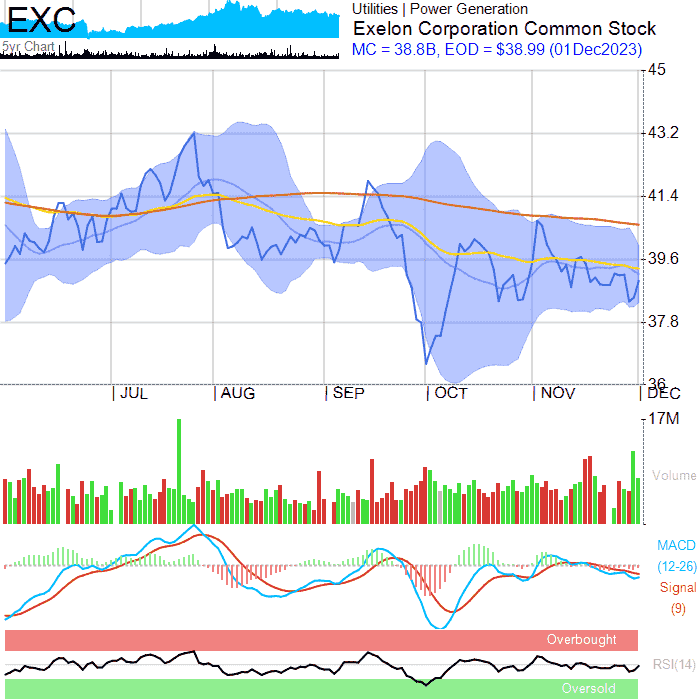 EXC
5yr Chart
Utilities | Power Generation
Exelon Corporation Common Stock
MC = 38.8B, EOD = $38.99 (01Dec2023)
45
43.2
41.4
39.6
37.8
36
JUL AUG SEP OCT NOV DEC
17M
Volume
MACD
(12-26)
Signal
(9)
Overbought
RSI(14)
Oversold